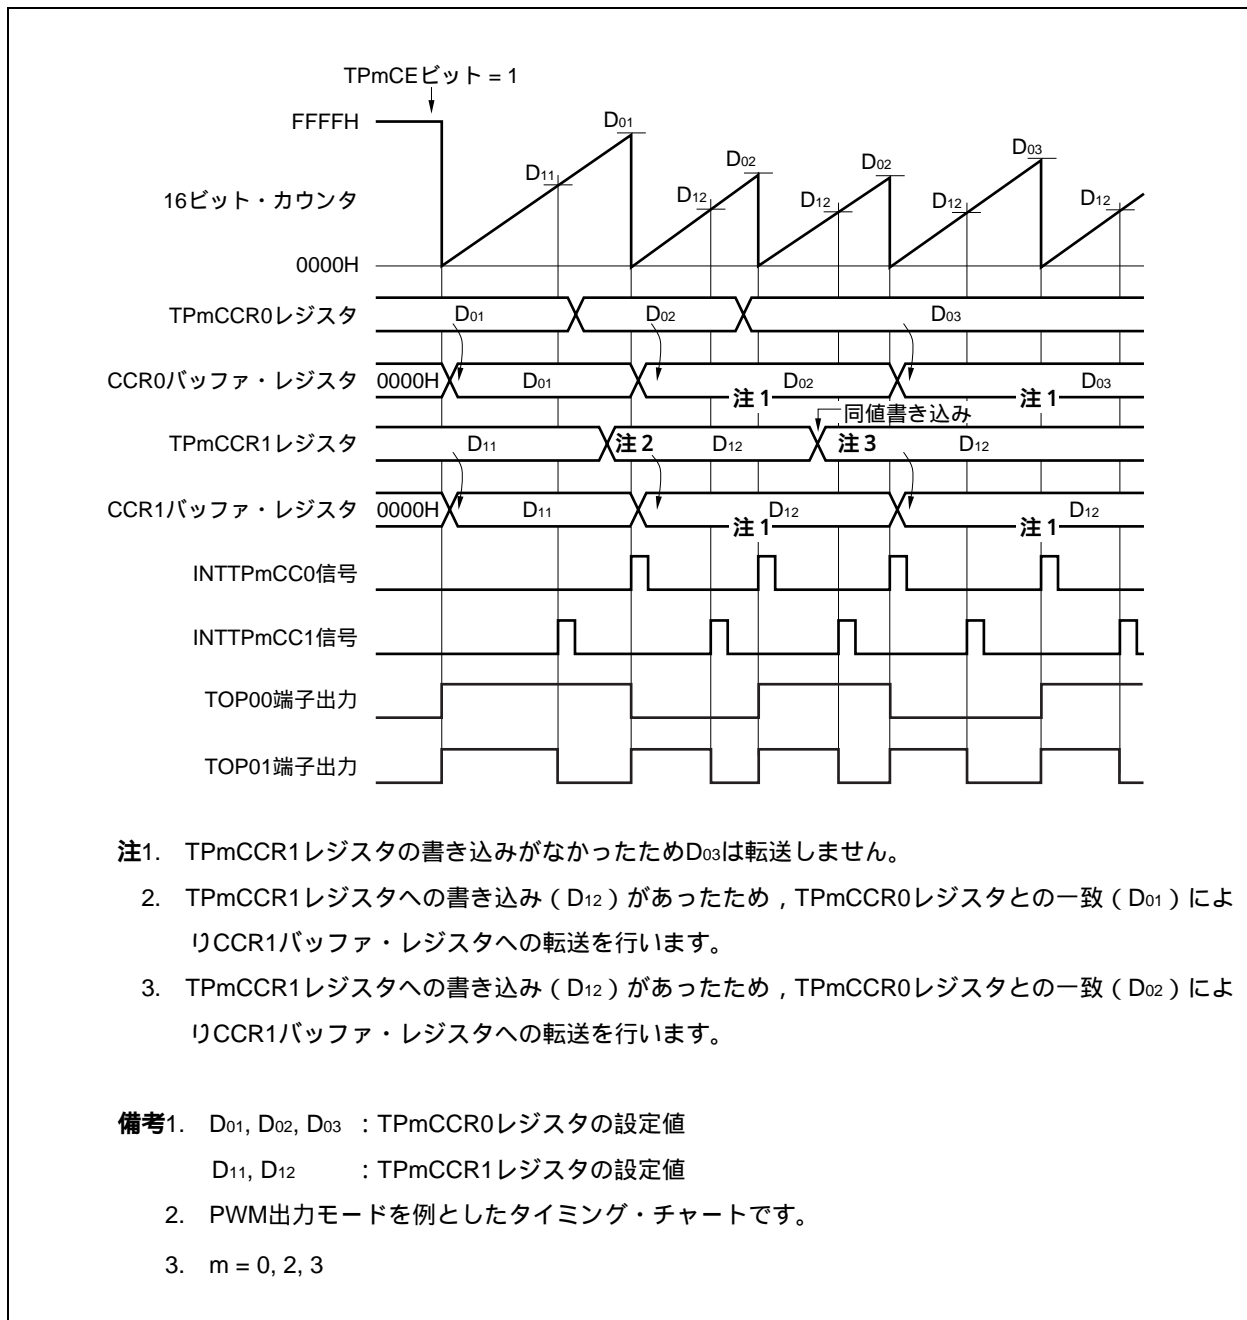 TPmCEビット = 1
FFFFH
D01
D02
D02
D03
D11
16ビット・カウンタ
D12
D12
D12
D12
0000H
TPmCCR0レジスタ
D01
D02
D03
CCR0バッファ・レジスタ
0000H
D01
D02
D03
注1
注1
同値書き込み
TPmCCR1レジスタ
D11
注2
D12
注3
D12
CCR1バッファ・レジスタ
0000H
D11
D12
D12
注1
注1
INTTPmCC0信号
INTTPmCC1信号
TOP00端子出力
TOP01端子出力
注1. TPmCCR1レジスタの書き込みがなかったためD03は転送しません。
2. TPmCCR1レジスタへの書き込み(D12)があったため,TPmCCR0レジスタとの一致(D01)によ
りCCR1バッファ・レジスタへの転送を行います。
3. TPmCCR1レジスタへの書き込み(D12)があったため,TPmCCR0レジスタとの一致(D02)によ
りCCR1バッファ・レジスタへの転送を行います。
備考1. D01, D02, D03 :TPmCCR0レジスタの設定値
D11, D12 :TPmCCR1レジスタの設定値
2. PWM出力モードを例としたタイミング・チャートです。
3. m = 0, 2, 3